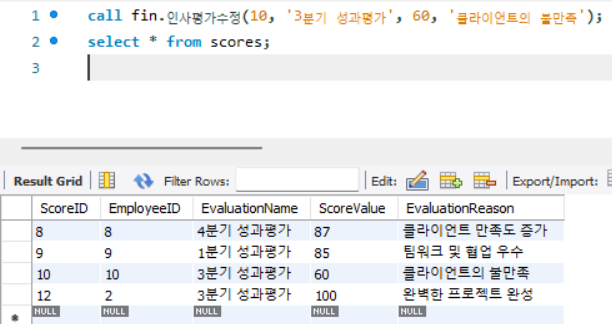 1 call fin.인사평가수정(10, '3분기 성과평가', 60, '클라이언트의 불만족');
2 select * from scores;
3
Result Grid Filter Rows: Edit: Export/Import:
ScoreID EmployeeID EvaluationName ScoreValue EvaluationReason
8 8 4분기 성과평가 87 클라이언트 만족도 증가
9 9 1분기 성과평가 85 팀워크 및 협업 우수
10 10 3분기 성과평가 60 클라이언트의 불만족
12 2 3분기 성과평가 100 완벽한 프로젝트 완성
* NULL NULL NULL NULL NULL